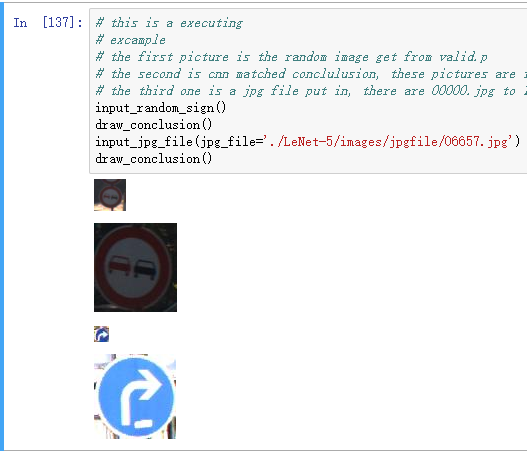 In [137]:
# this is a executing
# excample
# the first picture is the random image get from valid.p
# the second is cnn matched conclulusion, these pictures are
# the third one is a jpg file put in, there are 00000.jpg to
input_random_sign()
draw_conclusion()
input_jpg_file(jpg_file='./LeNet-5/images/jpgfile/06657.jpg')
draw_conclusion()